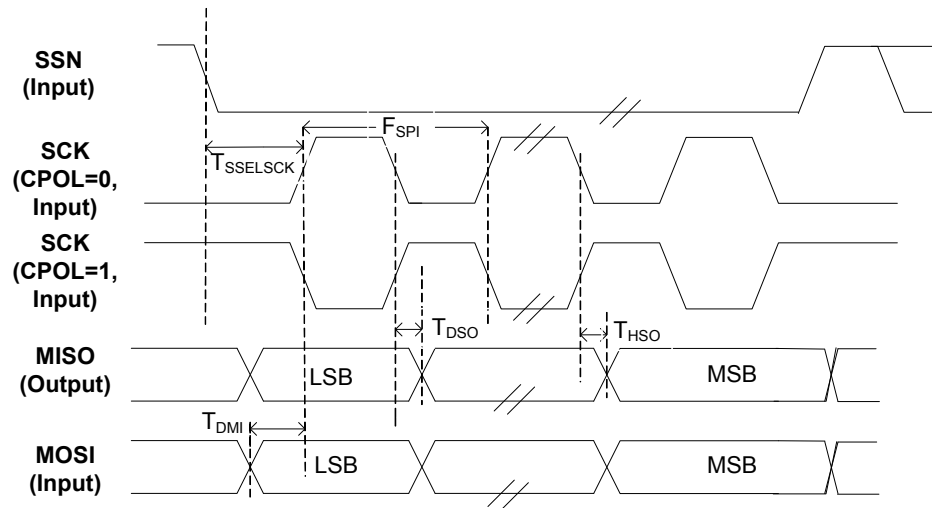 SSN
(Input)
F_SPI
SCK
(CPOL=0,
Input)
T_SSELSCK
SCK
(CPOL=1,
Input)
T_DSO
T_HSO
MISO
(Output)
LSB
MSB
T_DMI
MOSI
(Input)
LSB
MSB